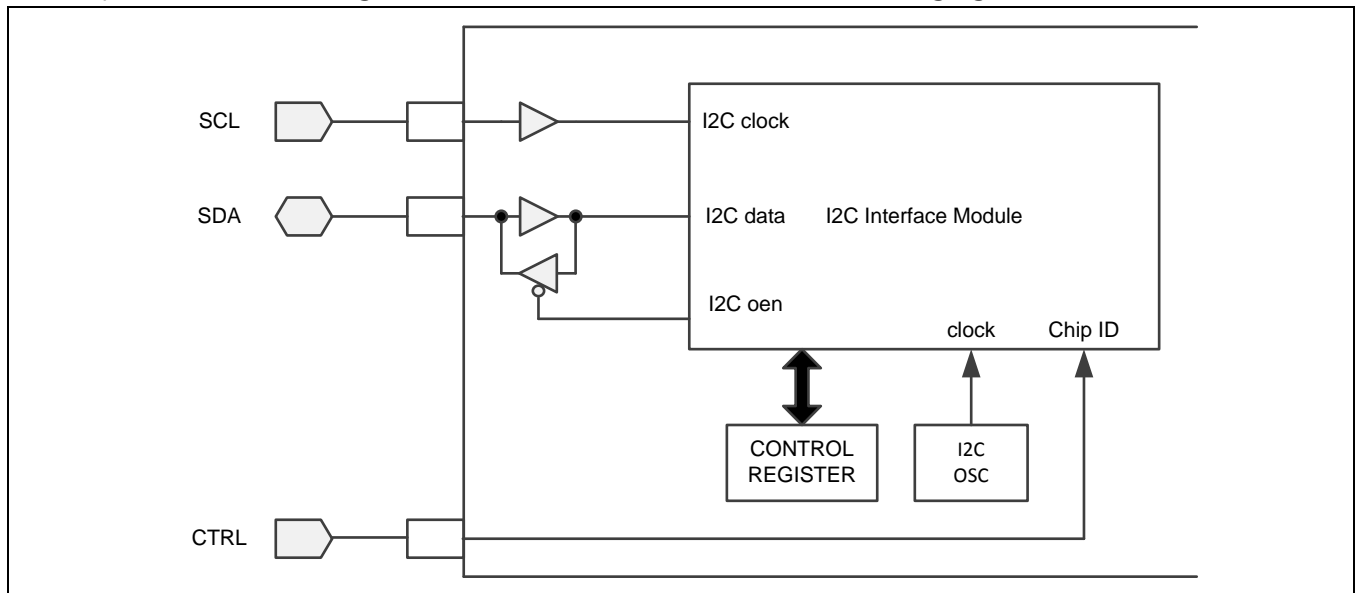 SCL
I2C clock
SDA
I2C data
I2C Interface Module
I2C oen
clock
Chip ID
CONTROL
REGISTER
I2C
OSC
CTRL